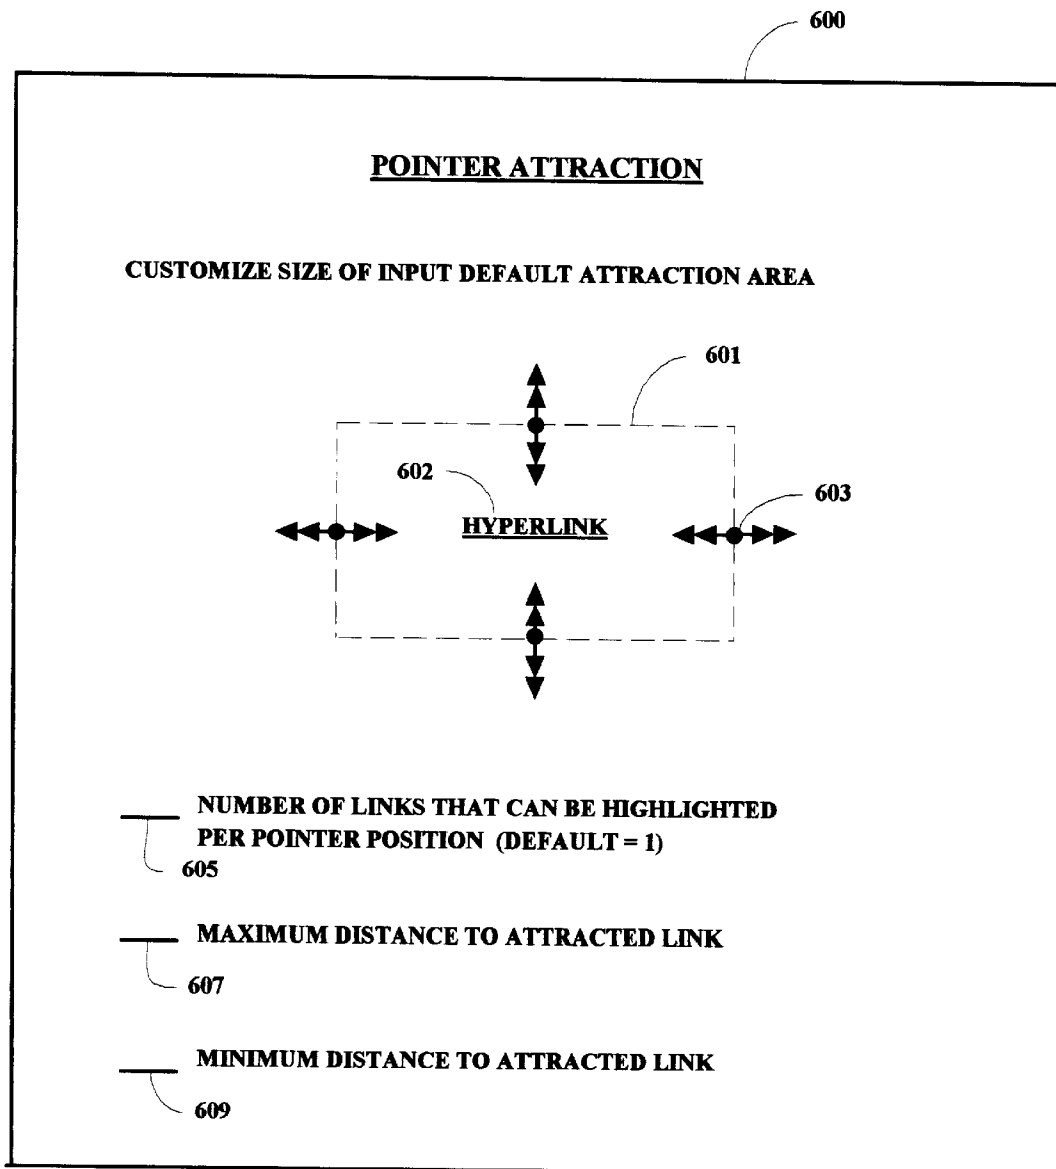 600
POINTER ATTRACTION
CUSTOMIZE SIZE OF INPUT DEFAULT ATTRACTION AREA
601
602
603
HYPERLINK
NUMBER OF LINKS THAT CAN BE HIGHLIGHTED
PER POINTER POSITION (DEFAULT = 1)
605
MAXIMUM DISTANCE TO ATTRACTED LINK
607
MINIMUM DISTANCE TO ATTRACTED LINK
609